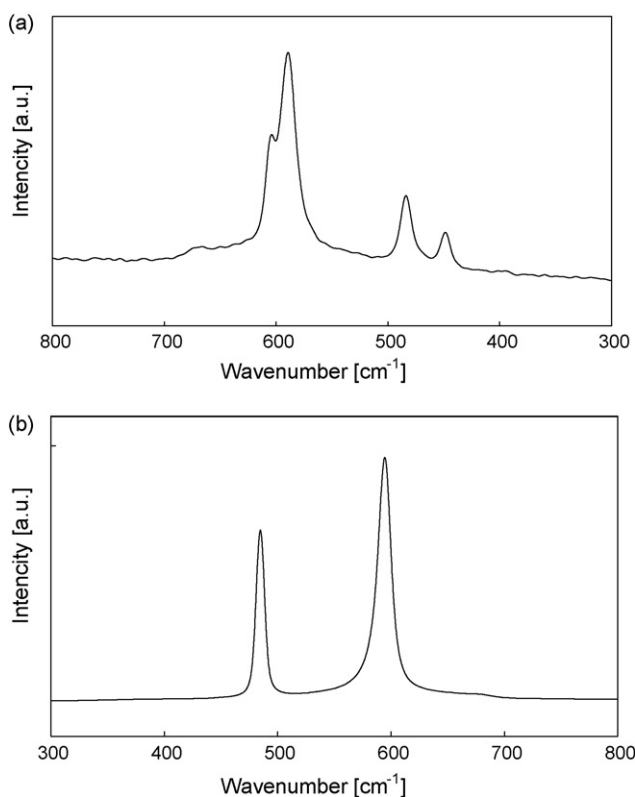 (a)
Intencity [a.u.]
800 700 600 500 400 300
Wavenumber [cm⁻¹]
(b)
Intencity [a.u.]
300 400 500 600 700 800
Wavenumber [cm⁻¹]